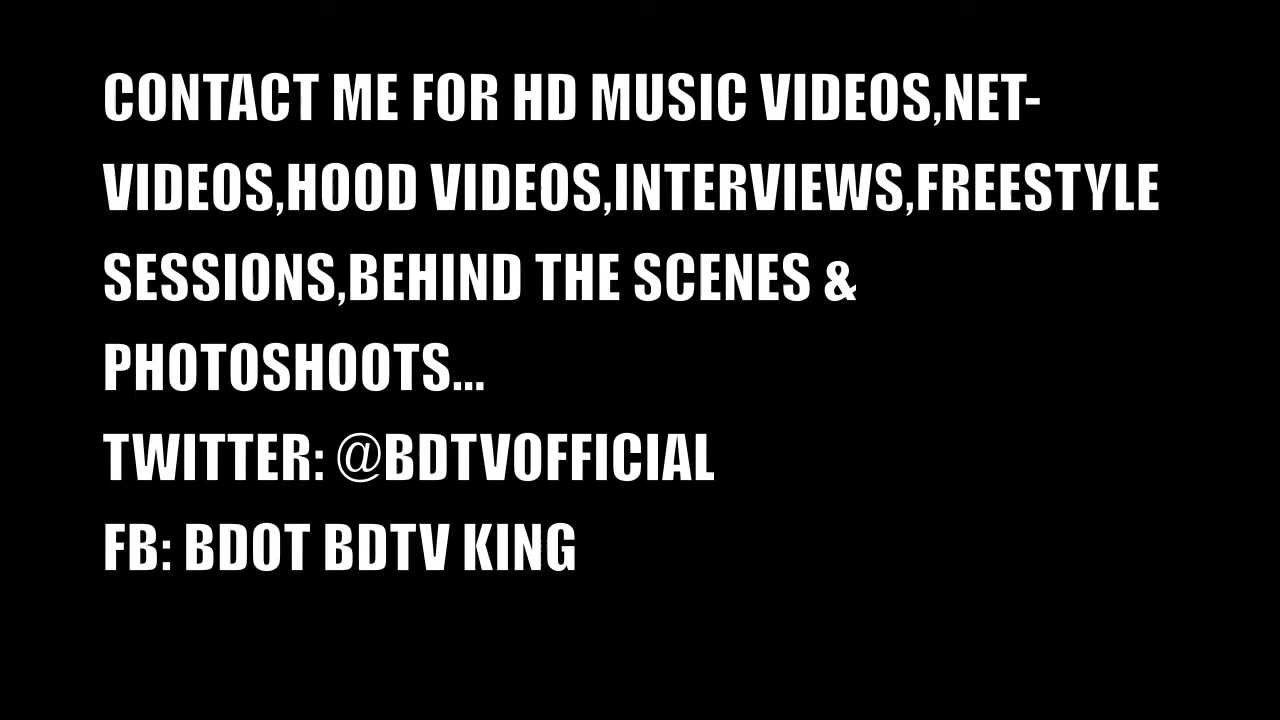 CONTACT ME FOR HD MUSIC VIDEOS,NET-
VIDEOS,HOOD VIDEOS,INTERVIEWS,FREESTYLE
SESSIONS,BEHIND THE SCENES &
PHOTOSHOOTS...
TWITTER: @BDTVOFFICIAL
FB: BDOT BDTV KING